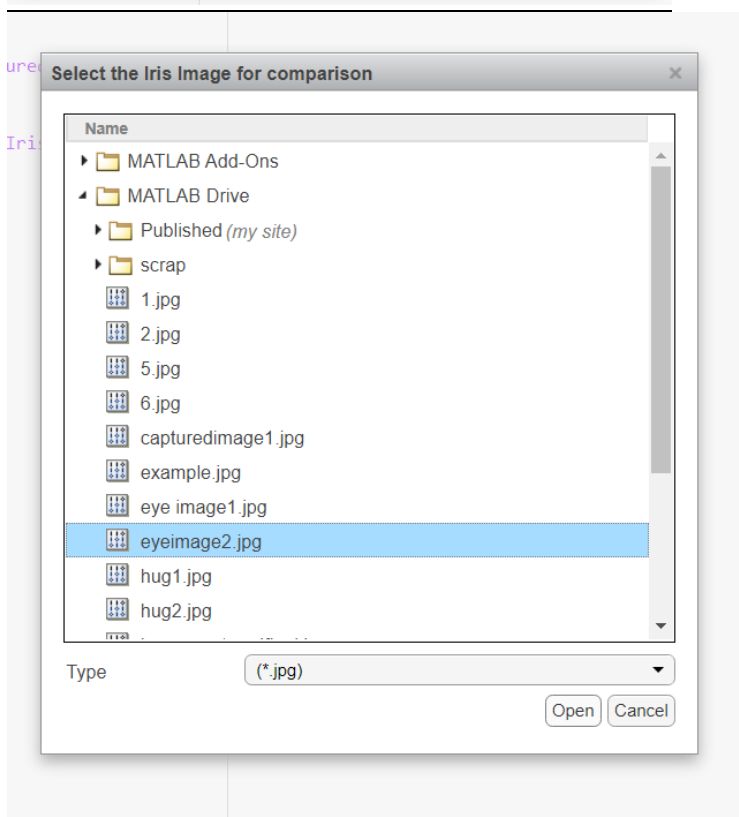 Select the Iris Image for comparison
Name
MATLAB Add-Ons
MATLAB Drive
Published (my site)
scrap
1.jpg
2.jpg
5.jpg
6.jpg
capturedimage1.jpg
example.jpg
eye image1.jpg
eyeimage2.jpg
hug1.jpg
hug2.jpg
Type (*.jpg)
Open Cancel